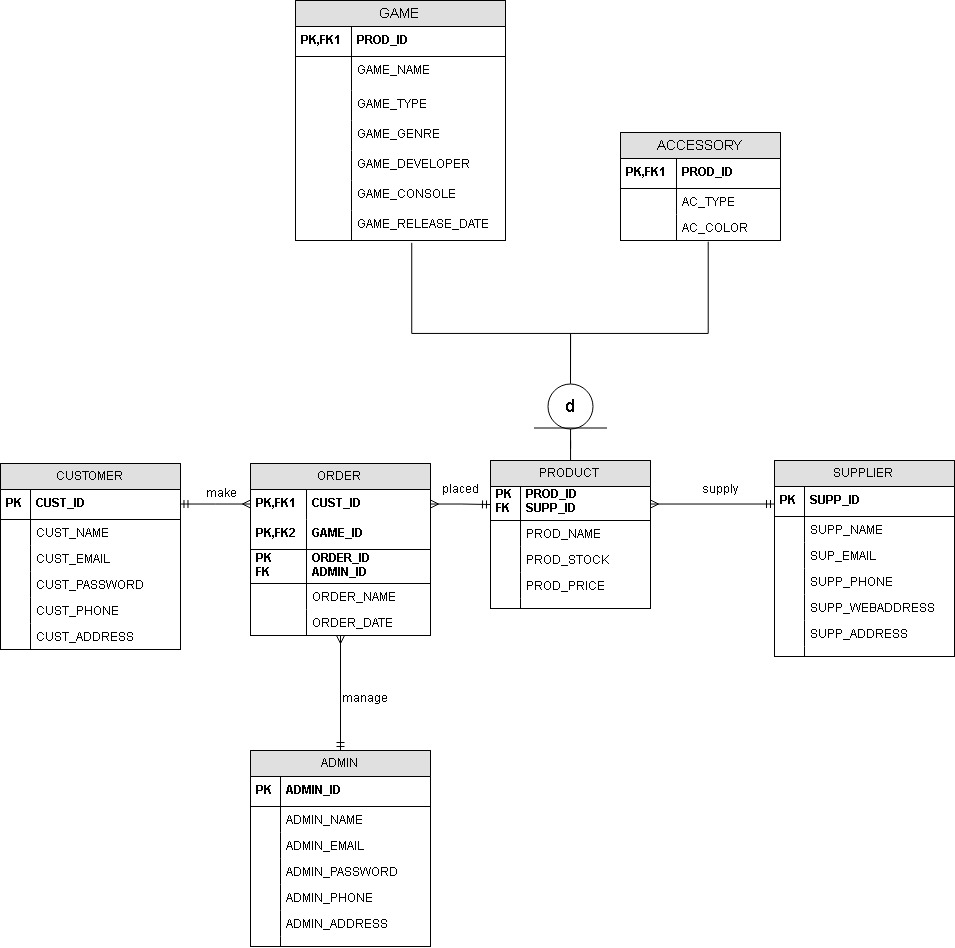 GAME
PK,FK1 PROD_ID
GAME_NAME
GAME_TYPE
GAME_GENRE
GAME_DEVELOPER
GAME_CONSOLE
GAME_RELEASE_DATE
ACCESSORY
PK,FK1 PROD_ID
AC_TYPE
AC_COLOR
d
CUSTOMER
PK CUST_ID
CUST_NAME
CUST_EMAIL
CUST_PASSWORD
CUST_PHONE
CUST_ADDRESS
make
ORDER
PK,FK1 CUST_ID
PK,FK2 GAME_ID
PK ORDER_ID
FK ADMIN_ID
ORDER_NAME
ORDER_DATE
placed
PRODUCT
PK PROD_ID
FK SUPP_ID
PROD_NAME
PROD_STOCK
PROD_PRICE
supply
SUPPLIER
PK SUPP_ID
SUPP_NAME
SUP_EMAIL
SUPP_PHONE
SUPP_WEBADDRESS
SUPP_ADDRESS
manage
ADMIN
PK ADMIN_ID
ADMIN_NAME
ADMIN_EMAIL
ADMIN_PASSWORD
ADMIN_PHONE
ADMIN_ADDRESS